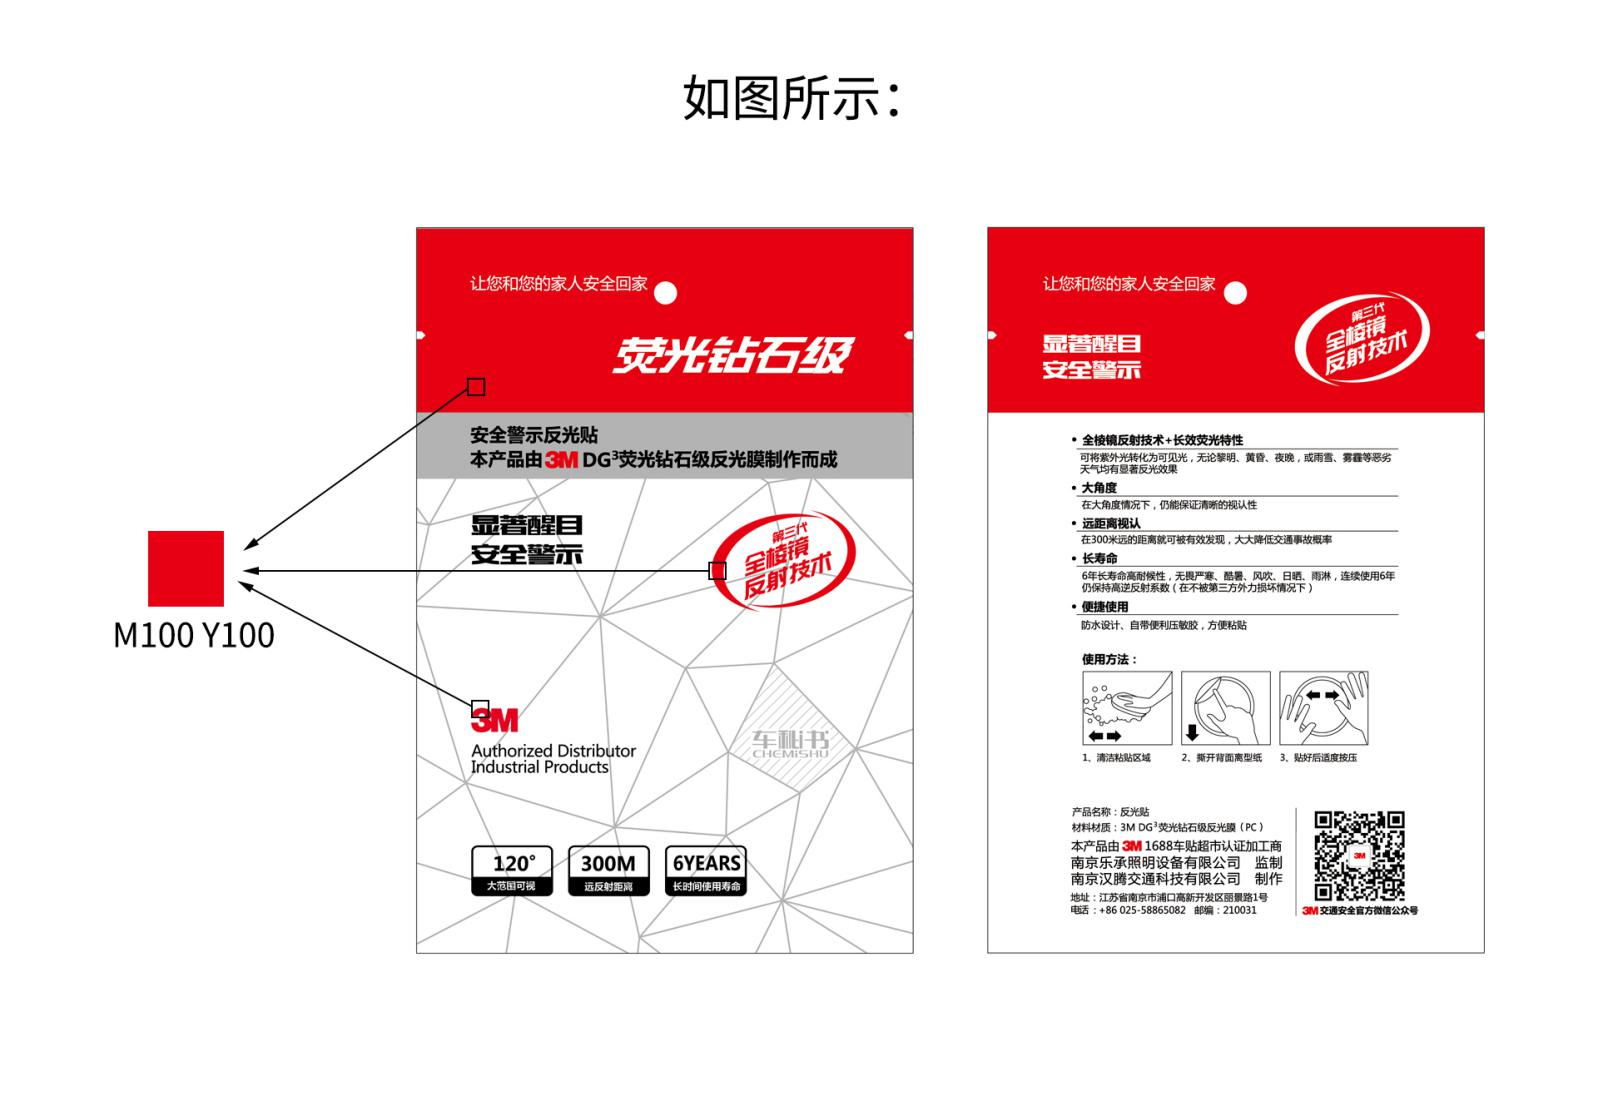 如图所示：
让您和您的家人安全回家
荧光钻石级
安全警示反光贴
本产品由3M DG³荧光钻石级反光膜制作而成
显著醒目
安全警示
第三代
全棱镜
反射技术
M100 Y100
3M
Authorized Distributor
Industrial Products
车秘书
CHEMiSHU
120°
大范围可视
300M
远反射距离
6YEARS
长时间使用寿命
让您和您的家人安全回家
显著醒目
安全警示
第三代
全棱镜
反射技术
• 全棱镜反射技术+长效荧光特性
可将紫外光转化为可见光，无论黎明、黄昏、夜晚，或雨雪、雾霾等恶劣
天气均有显著反光效果
• 大角度
在大角度情况下，仍能保证清晰的视认性
• 远距离视认
在300米远的距离就可被有效发现，大大降低交通事故概率
• 长寿命
6年长寿命高耐候性，无畏严寒、酷暑、风吹、日晒、雨淋，连续使用6年
仍保持高逆反射系数（在不被第三方外力损坏情况下）
• 便捷使用
防水设计、自带便利压敏胶，方便粘贴
使用方法：
1、清洁粘贴区域
2、撕开背面离型纸
3、贴好后适度按压
产品名称：反光贴
材料材质：3M DG³荧光钻石级反光膜（PC）
本产品由 3M 1688车贴超市认证加工商
南京乐承照明设备有限公司 监制
南京汉腾交通科技有限公司 制作
地址：江苏省南京市浦口高新开发区丽景路1号
电话：+86 025-58865082 邮编：210031
3M
3M交通安全官方微信公众号